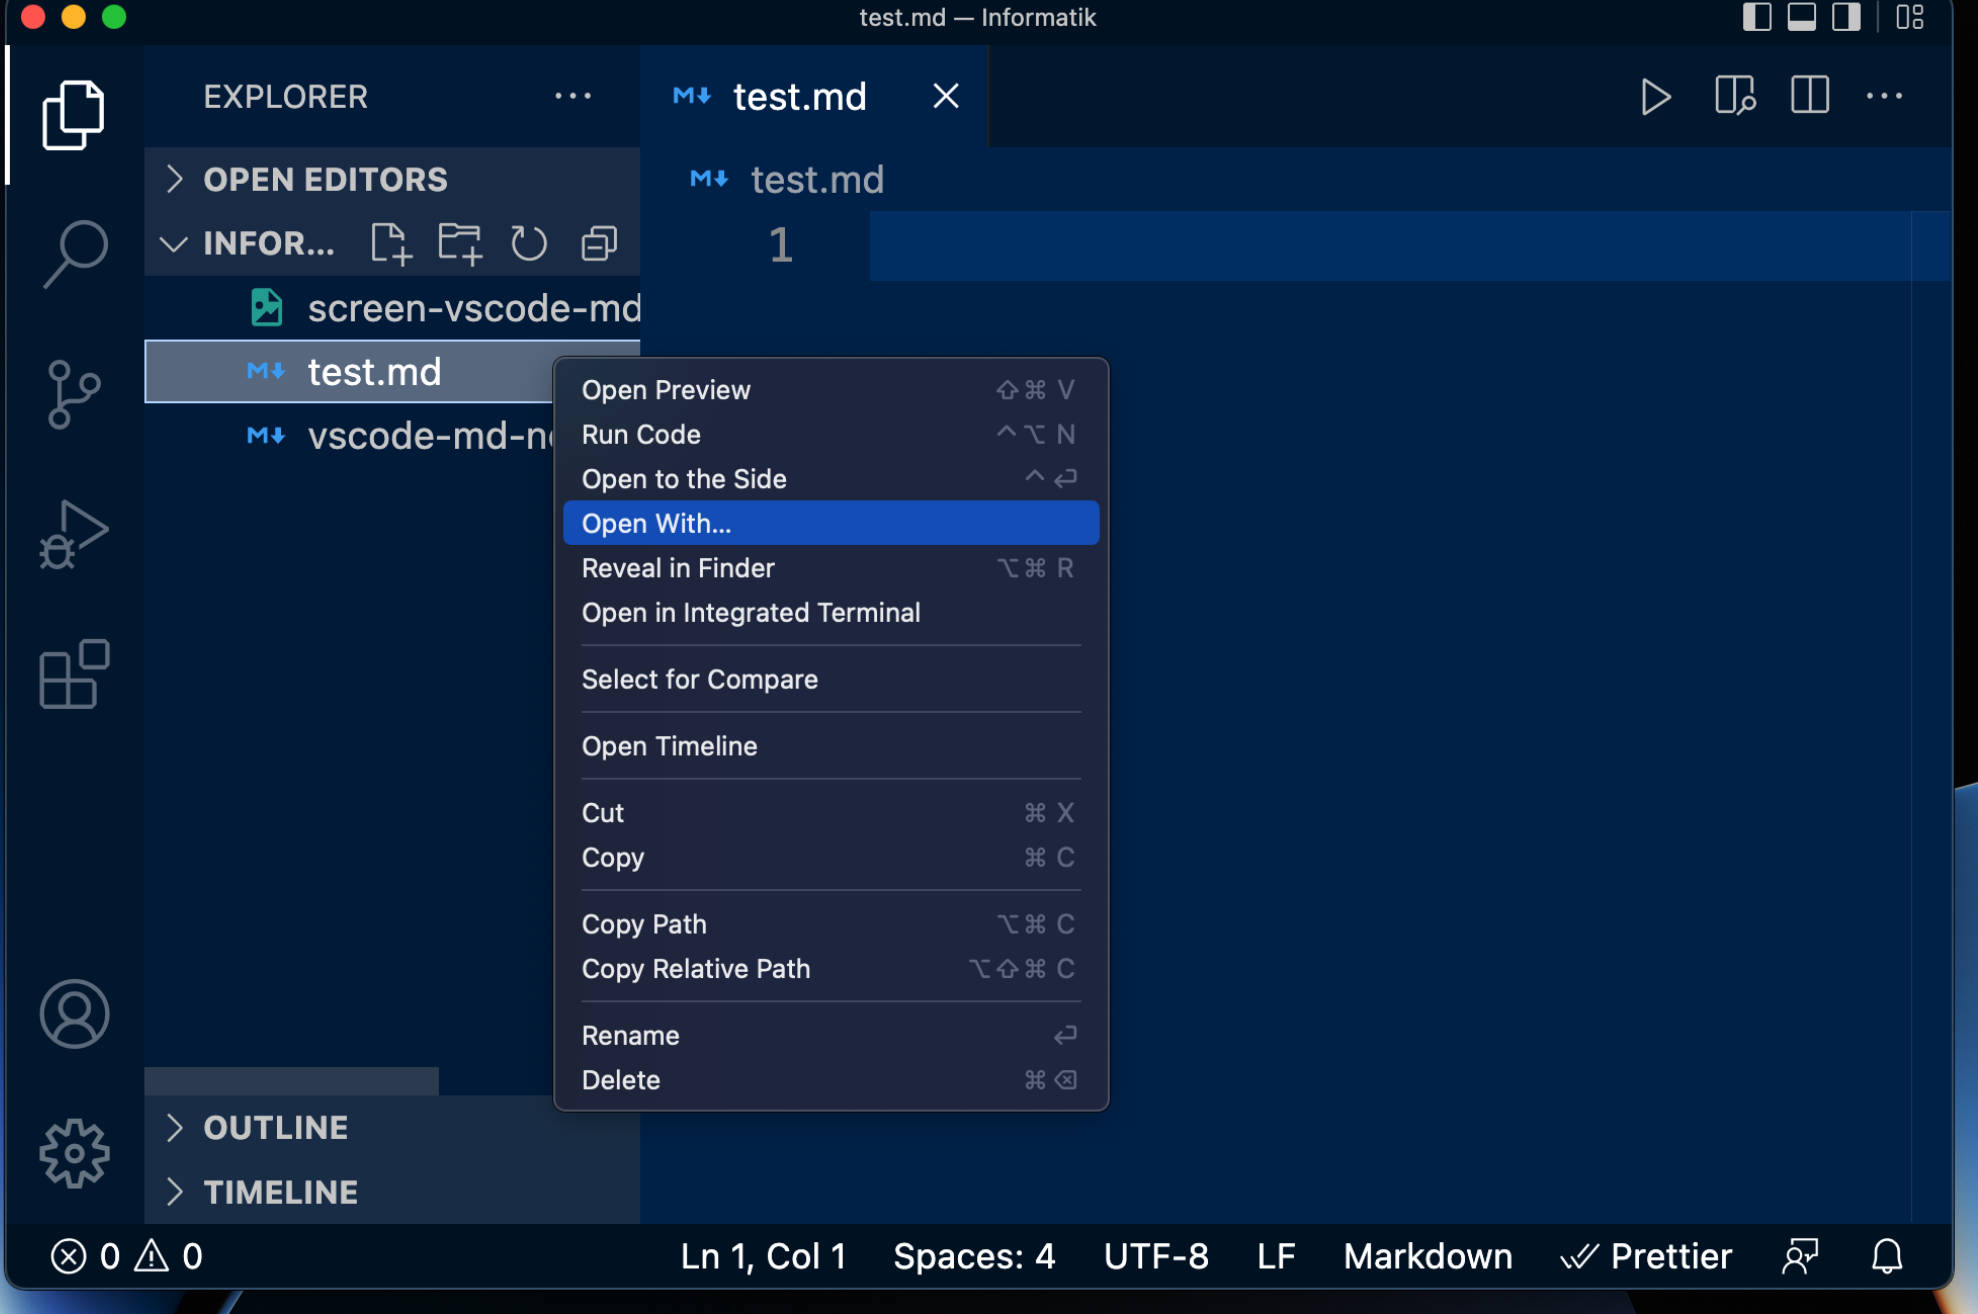 test.md — Informatik
EXPLORER
test.md
OPEN EDITORS
test.md
INFOR...
1
screen-vscode-md
test.md
vscode-md-n
Open Preview ⇧⌘ V
Run Code ^⌥ N
Open to the Side ^↩
Open With...
Reveal in Finder ⌥⌘ R
Open in Integrated Terminal
Select for Compare
Open Timeline
Cut ⌘ X
Copy ⌘ C
Copy Path ⌥⌘ C
Copy Relative Path ⌥⇧⌘ C
Rename ↩
Delete ⌘⌫
OUTLINE
TIMELINE
0 0 Ln 1, Col 1 Spaces: 4 UTF-8 LF Markdown Prettier